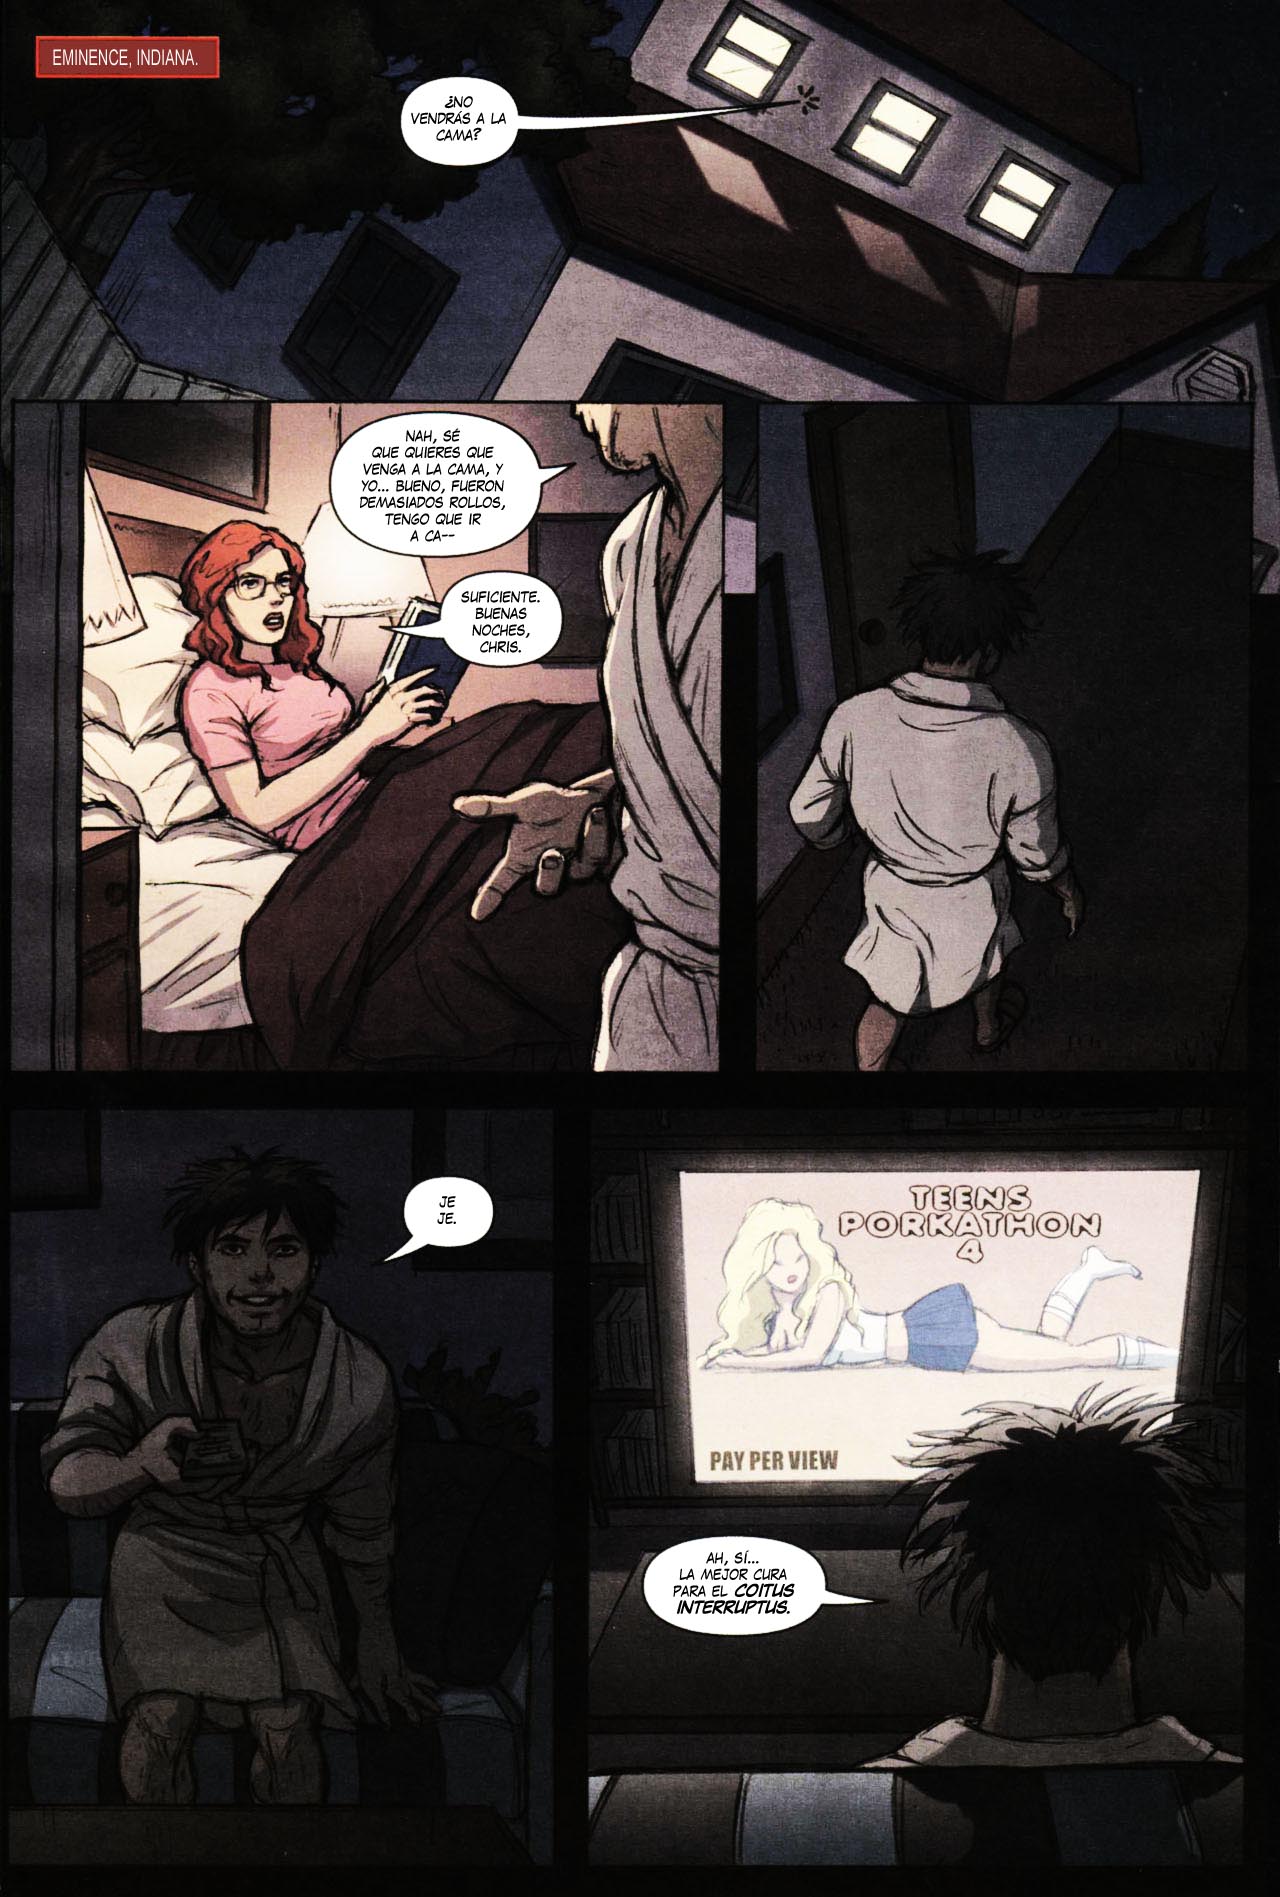 EMINENCE, INDIANA.
¿NO
VENDRÁS A LA
CAMA?
NAH, SÉ
QUE QUIERES QUE
VENGA A LA CAMA, Y
YO... BUENO, FUERON
DEMASIADOS ROLLOS,
TENGO QUE IR
A CA--
SUFICIENTE.
BUENAS
NOCHES,
CHRIS.
JE
JE.
TEENS
PORKATHON
4
PAY PER VIEW
AH, SÍ...
LA MEJOR CURA
PARA EL COITUS
INTERRUPTUS.